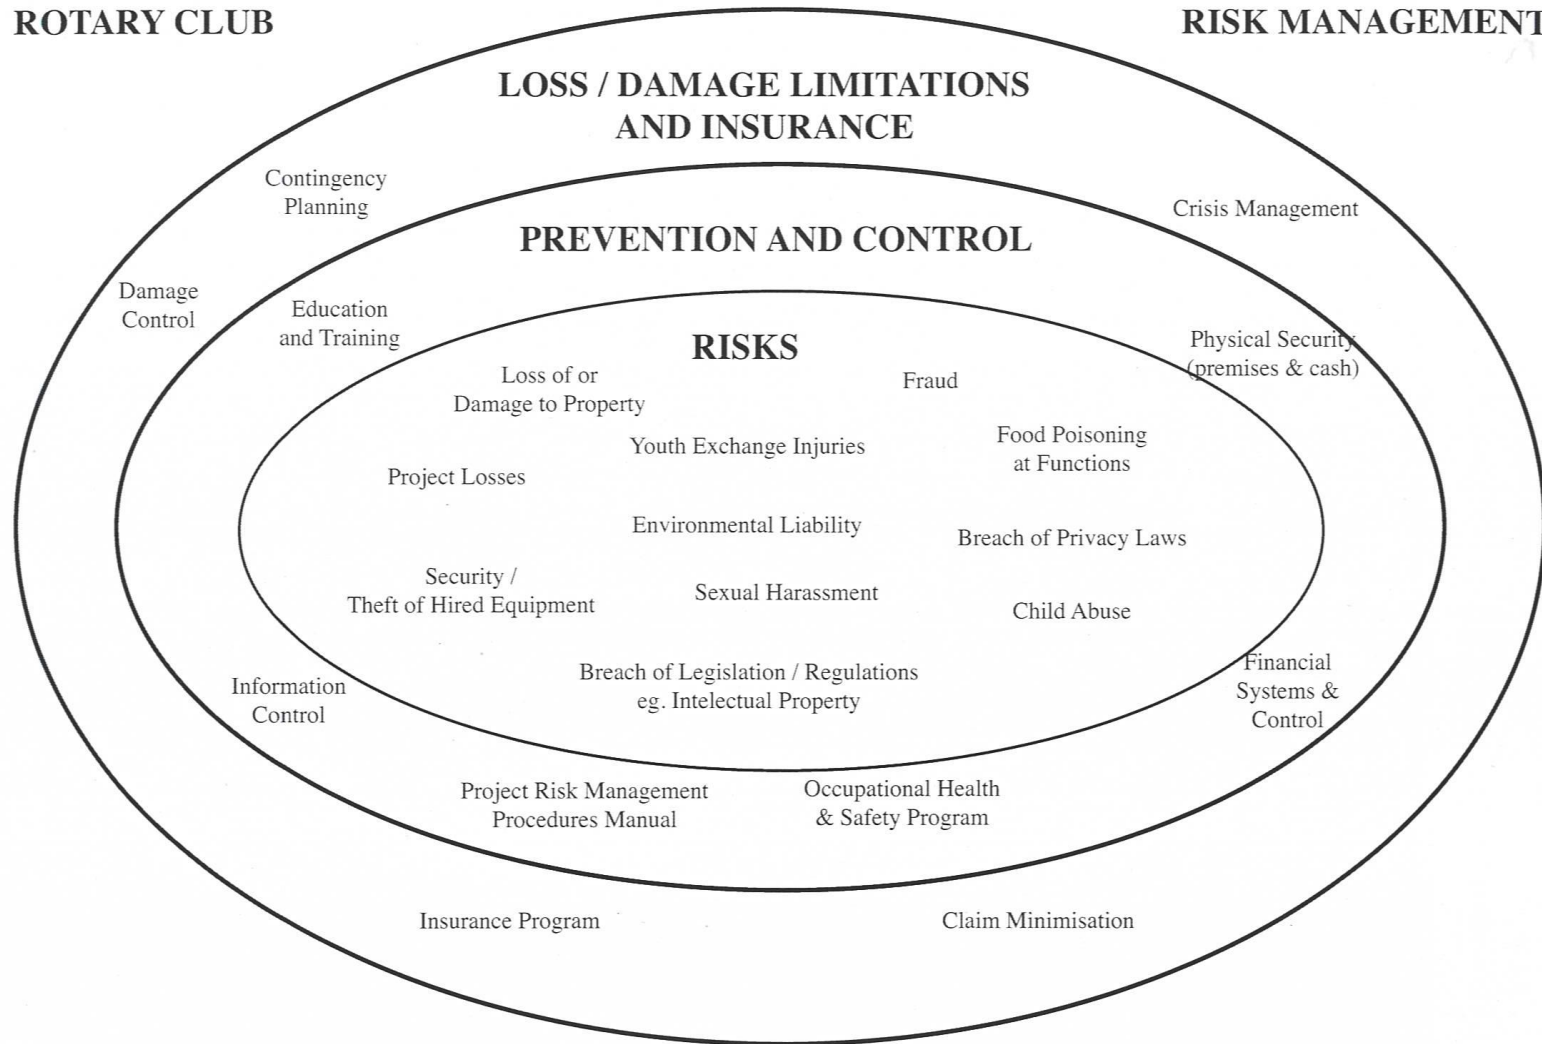 ROTARY CLUB
RISK MANAGEMENT
LOSS / DAMAGE LIMITATIONS
AND INSURANCE
Contingency
Planning
Crisis Management
PREVENTION AND CONTROL
Damage
Control
Education
and Training
Physical Security
(premises & cash)
RISKS
Loss of or
Damage to Property
Fraud
Youth Exchange Injuries
Food Poisoning
at Functions
Project Losses
Environmental Liability
Breach of Privacy Laws
Security /
Theft of Hired Equipment
Sexual Harassment
Child Abuse
Breach of Legislation / Regulations
eg. Intelectual Property
Information
Control
Financial
Systems &
Control
Project Risk Management
Procedures Manual
Occupational Health
& Safety Program
Insurance Program
Claim Minimisation